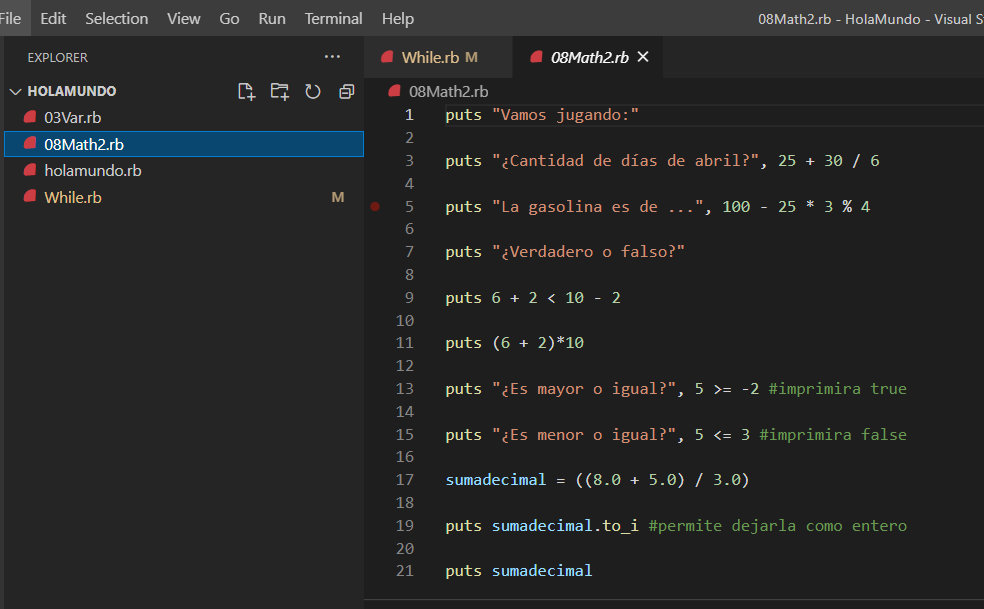 File Edit Selection View Go Run Terminal Help 08Math2.rb - HolaMundo - Visual S
EXPLORER ...
HOLAMUNDO
03Var.rb
08Math2.rb
holamundo.rb
While.rb M
While.rb M 08Math2.rb
08Math2.rb
1 puts "Vamos jugando:"
2
3 puts "¿Cantidad de días de abril?", 25 + 30 / 6
4
5 puts "La gasolina es de ...", 100 - 25 * 3 % 4
6
7 puts "¿Verdadero o falso?"
8
9 puts 6 + 2 < 10 - 2
10
11 puts (6 + 2)*10
12
13 puts "¿Es mayor o igual?", 5 >= -2 #imprimira true
14
15 puts "¿Es menor o igual?", 5 <= 3 #imprimira false
16
17 sumadecimal = ((8.0 + 5.0) / 3.0)
18
19 puts sumadecimal.to_i #permite dejarla como entero
20
21 puts sumadecimal